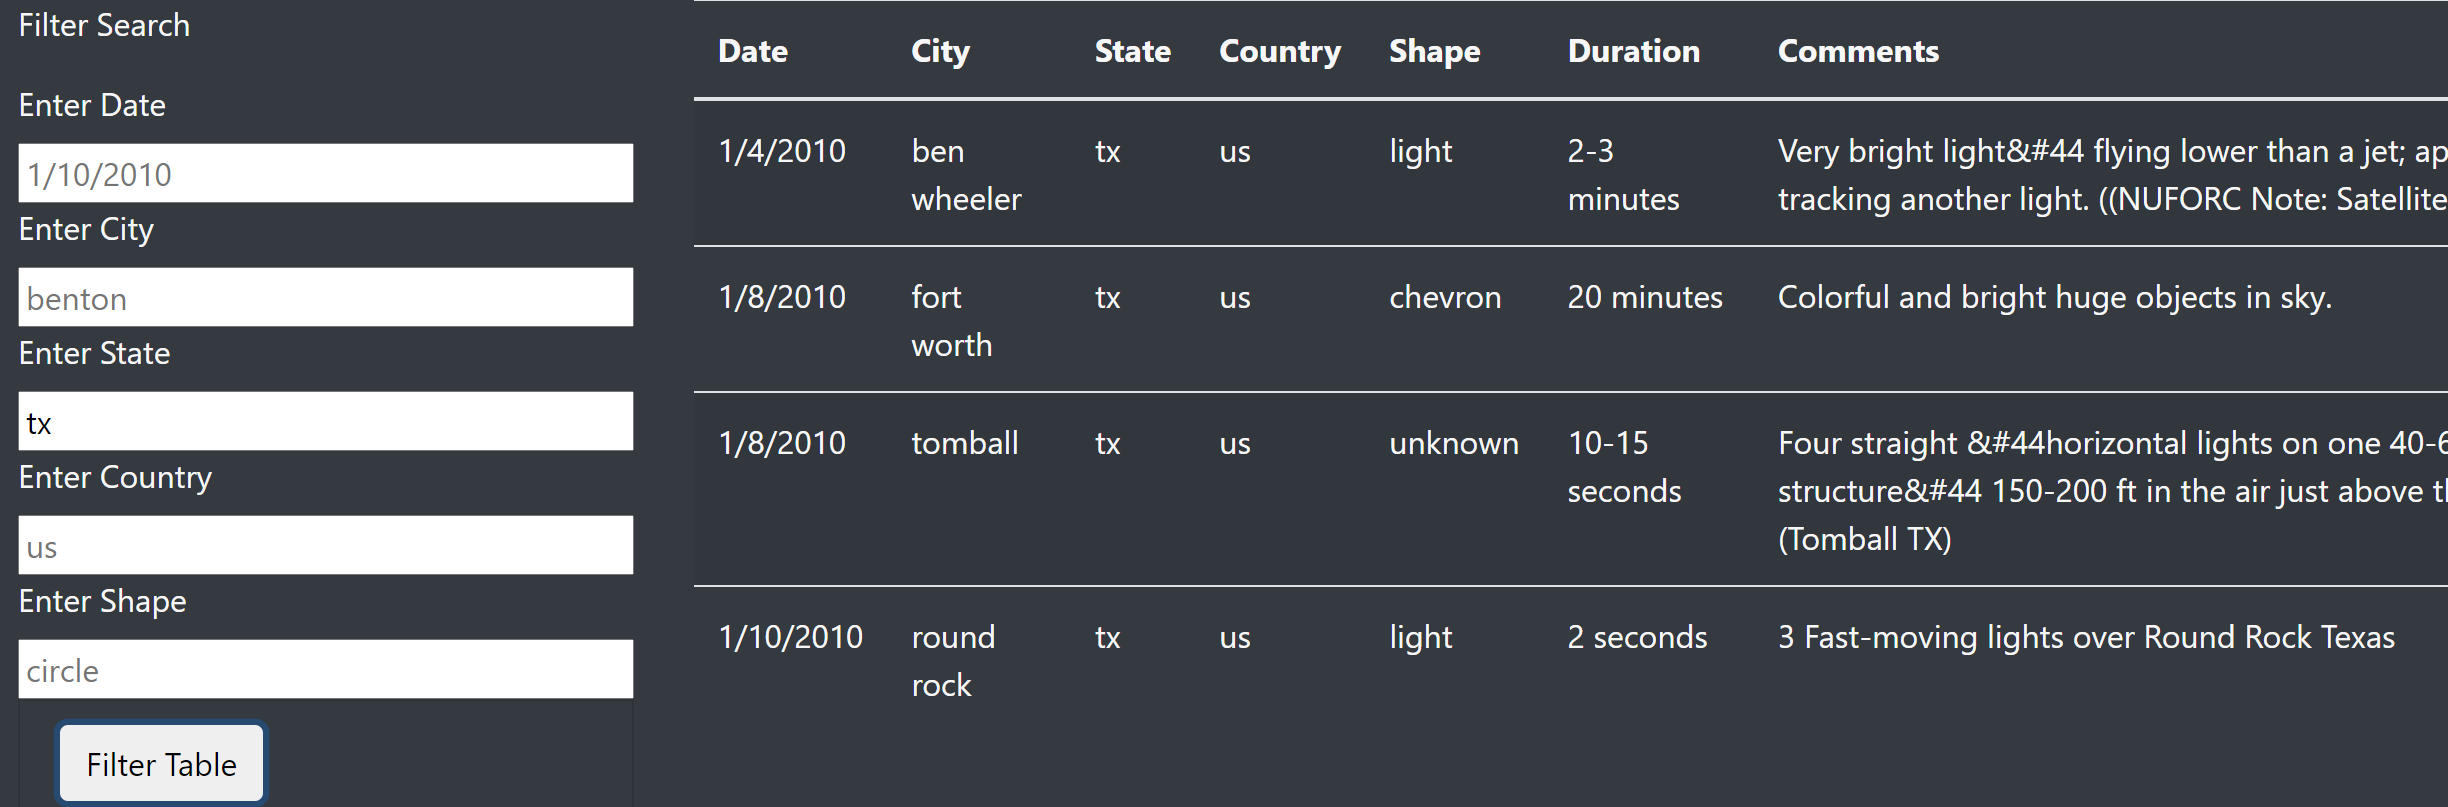 Filter Search
Enter Date
1/10/2010
Enter City
benton
Enter State
tx
Enter Country
us
Enter Shape
circle
Filter Table
Date City State Country Shape Duration Comments
1/4/2010 ben tx us light 2-3 Very bright light&#44 flying lower than a jet;
wheeler minutes tracking another light. ((NUFORC Note: Satellite
1/8/2010 fort tx us chevron 20 minutes Colorful and bright huge objects in sky.
worth
1/8/2010 tomball tx us unknown 10-15 Four straight &#44horizontal lights on one
seconds structure&#44 150-200 ft in the air just above
(Tomball TX)
1/10/2010 round tx us light 2 seconds 3 Fast-moving lights over Round Rock Texas
rock